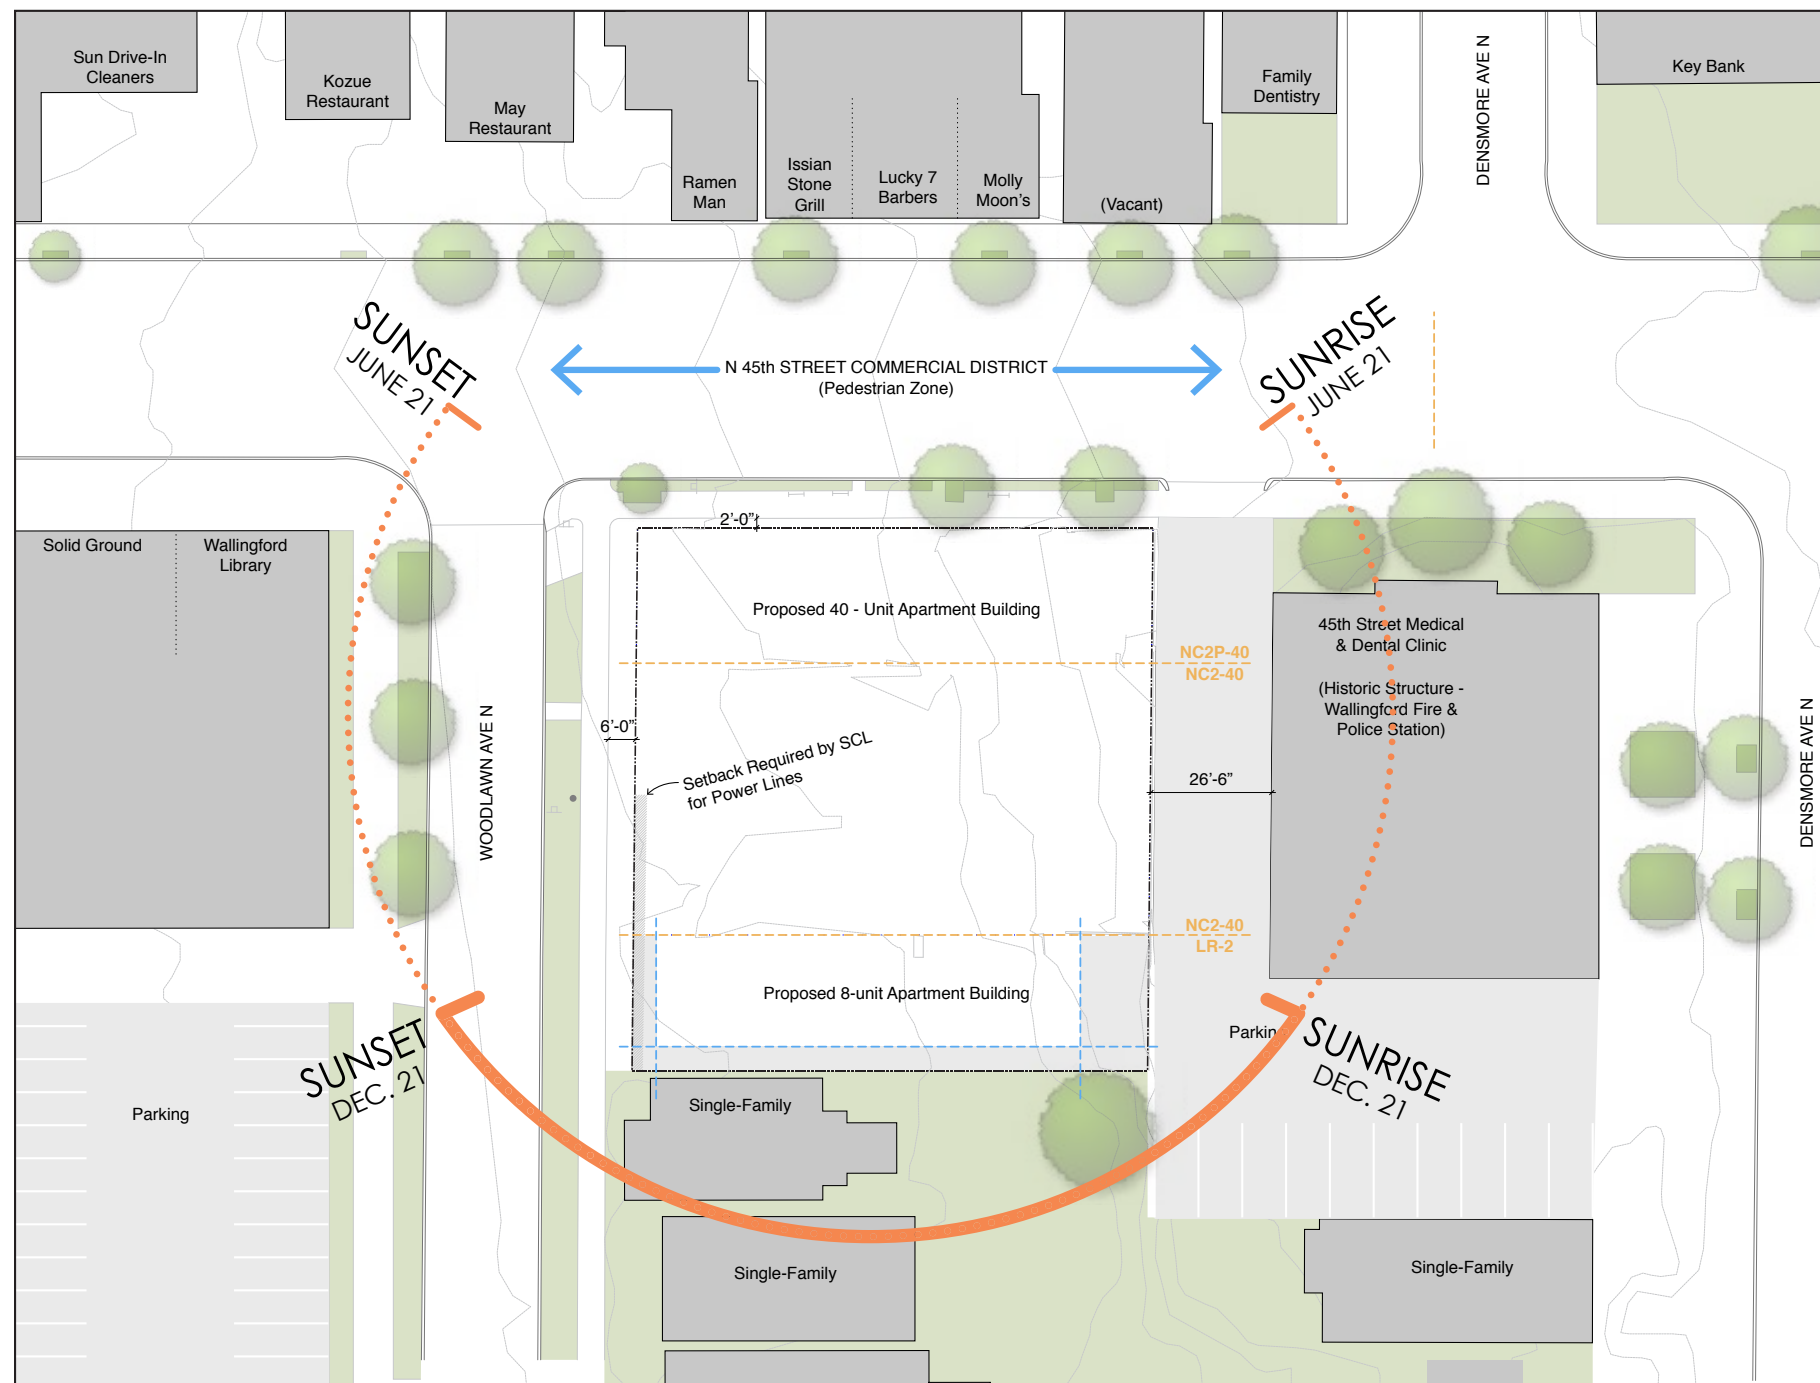 Sun Drive-In
Cleaners
Kozue
Restaurant
May
Restaurant
Ramen
Man
Issian
Stone
Grill
Lucky 7
Barbers
Molly
Moon's
(Vacant)
Family
Dentistry
DENSMORE AVE N
Key Bank
SUNSET
JUNE 21
N 45th STREET COMMERCIAL DISTRICT
(Pedestrian Zone)
SUNRISE
JUNE 21
Solid Ground
Wallingford
Library
2'-0"
Proposed 40 - Unit Apartment Building
45th Street Medical
& Dental Clinic
(Historic Structure -
Wallingford Fire &
Police Station)
NC2P-40
NC2-40
6'-0"
Setback Required by SCL
for Power Lines
WOODLAWN AVE N
26'-6"
DENSMORE AVE N
NC2-40
LR-2
Proposed 8-unit Apartment Building
Parking
SUNSET
DEC. 21
SUNRISE
DEC. 21
Parking
Single-Family
Single-Family
Single-Family